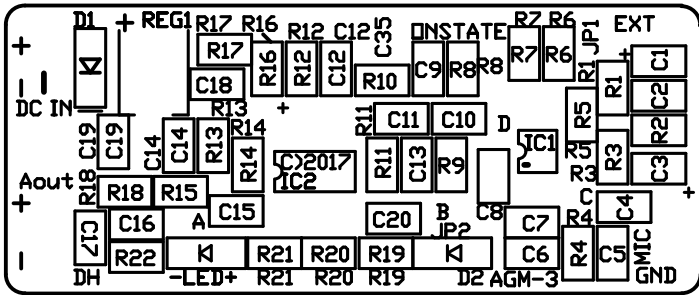 D1 + REG1 R17 R16 R12 C12 C35 ONSTATE R7 R6 JP1 EXT
+ R17 R16 R12 C12 R10 C9 R8 R8 R7 R6 + C1
DC IN C18 R1 R1 C2
R13 + R11 C11 C10 D R5 R2
C19 C19 C14 C14 R13 R14 IC1 R5
R14 (C)2017 R11 C13 R9 R3 R3 C3
Aout IC2 C8 +
R18 R18 R15 C
+ C16 A C15 C20 B C7 R4 C4
C17 JP2 MIC
R22 R21 R20 R19 C6 R4 C5
DH -LED+ R21 R20 R19 D2 AGM-3 GND